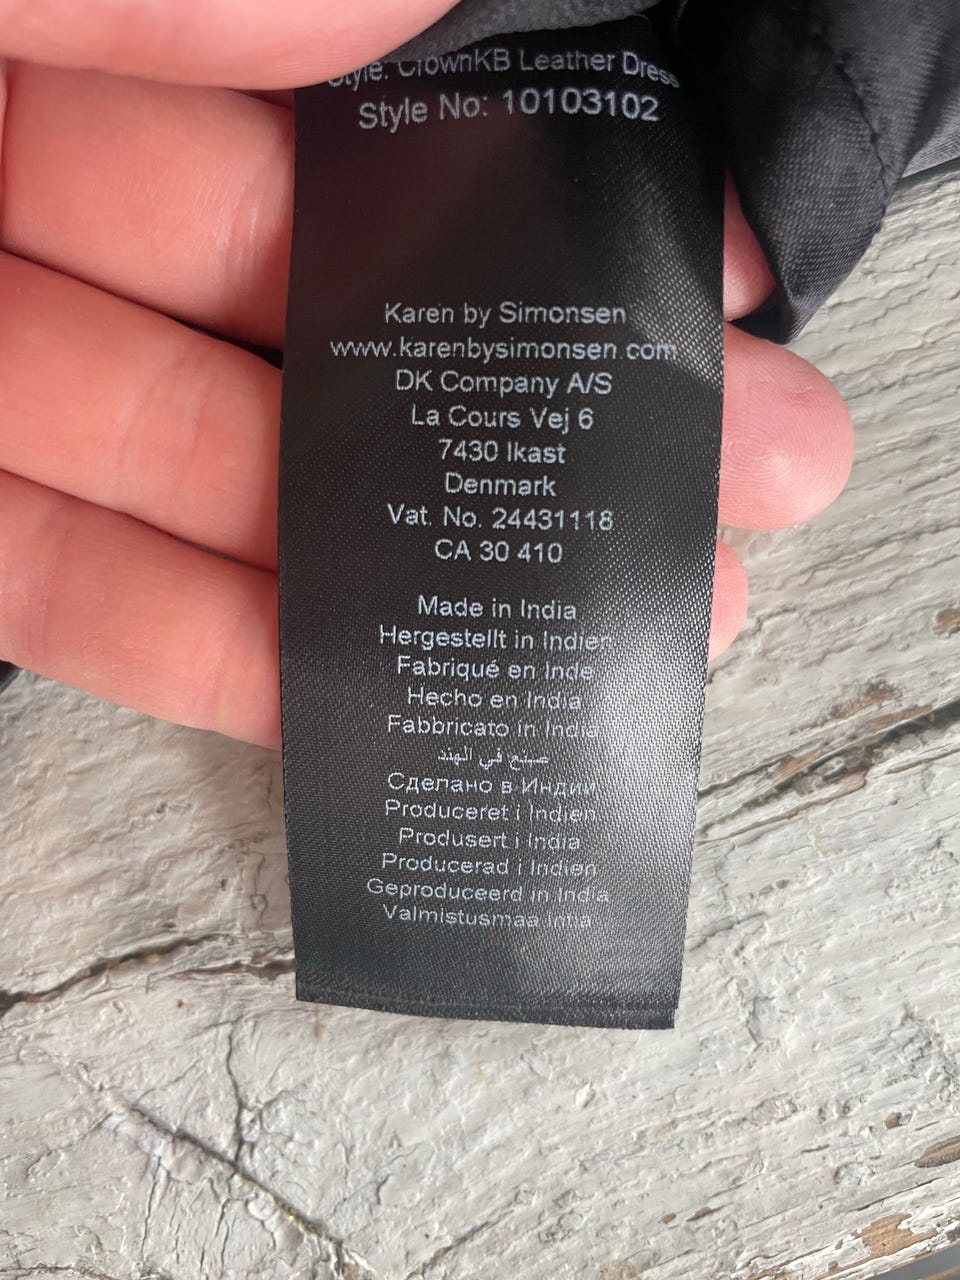 Style: CrownKB Leather Dress
Style No: 10103102
Karen by Simonsen
www.karenbysimonsen.com
DK Company A/S
La Cours Vej 6
7430 Ikast
Denmark
Vat. No. 24431118
CA 30 410
Made in India
Hergestellt in Indien
Fabriqué en Inde
Hecho en India
Fabbricato in India
صنع في الهند
Сделано в Индии
Produceret i Indien
Produsert i India
Producerad i Indien
Geproduceerd in India
Valmistusmaa Intia